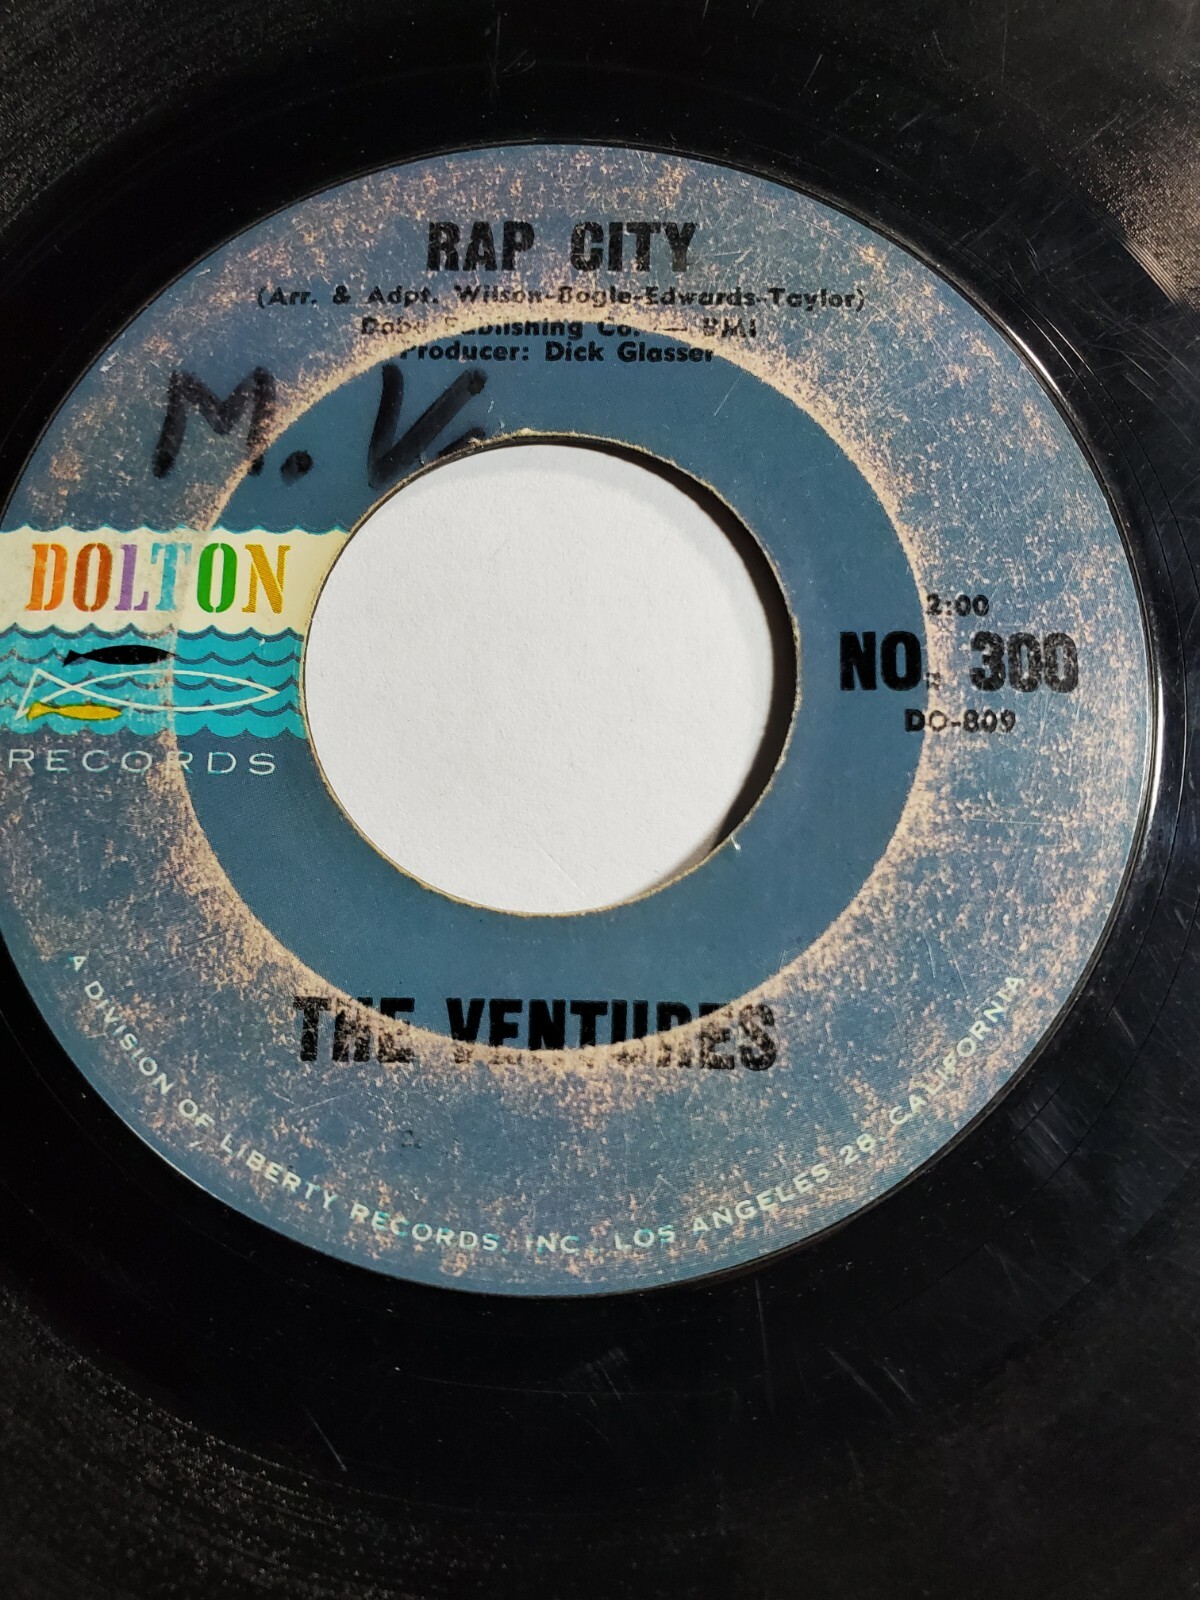 RAP CITY
(Arr. & Adpt. Wilson-Bogle-Edwards-Taylor)
Publishing Co. — BMI
Producer: Dick Glasser
M. K.
DOLTON
RECORDS
2:00
NO. 300
DO-809
THE VENTURES
A DIVISION OF LIBERTY RECORDS, INC., LOS ANGELES 28, CALIFORNIA